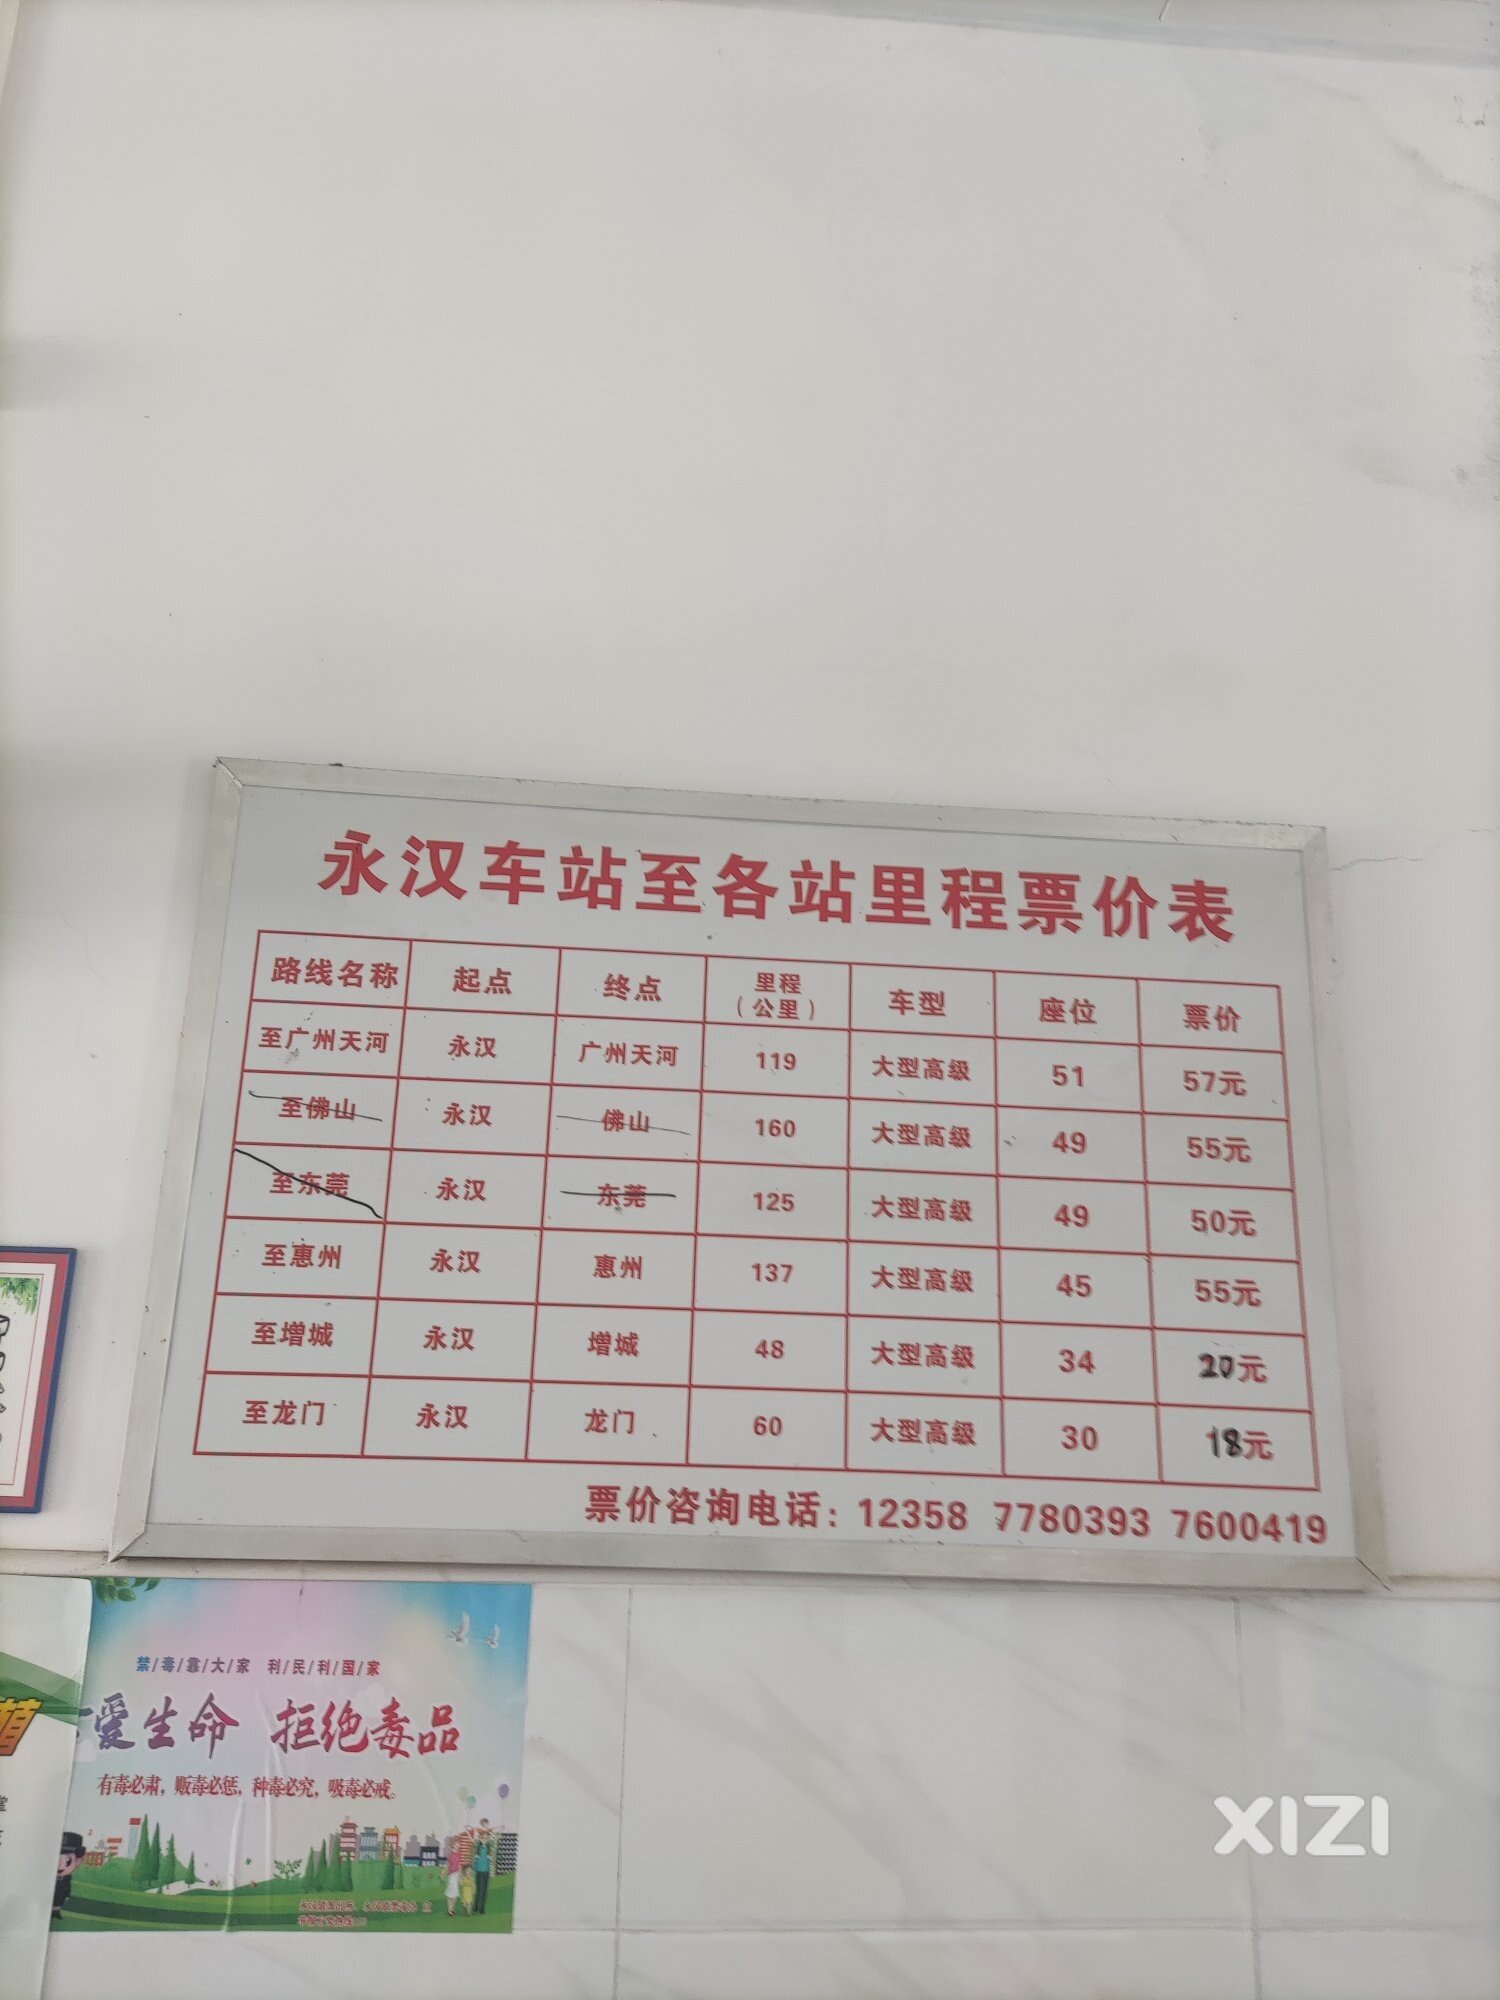 永汉车站至各站里程票价表
路线名称 起点 终点 里程（公里） 车型 座位 票价
至广州天河 永汉 广州天河 119 大型高级 51 57元
至佛山 永汉 佛山 160 大型高级 49 55元
至东莞 永汉 东莞 125 大型高级 49 50元
至惠州 永汉 惠州 137 大型高级 45 55元
至增城 永汉 增城 48 大型高级 34 20元
至龙门 永汉 龙门 60 大型高级 30 18元
票价咨询电话：12358 7780393 7600419
禁/毒/靠/大/家 利/民/利/国/家
爱生命 拒绝毒品
有毒必肃，贩毒必惩，种毒必究，吸毒必戒。
植
XIZI